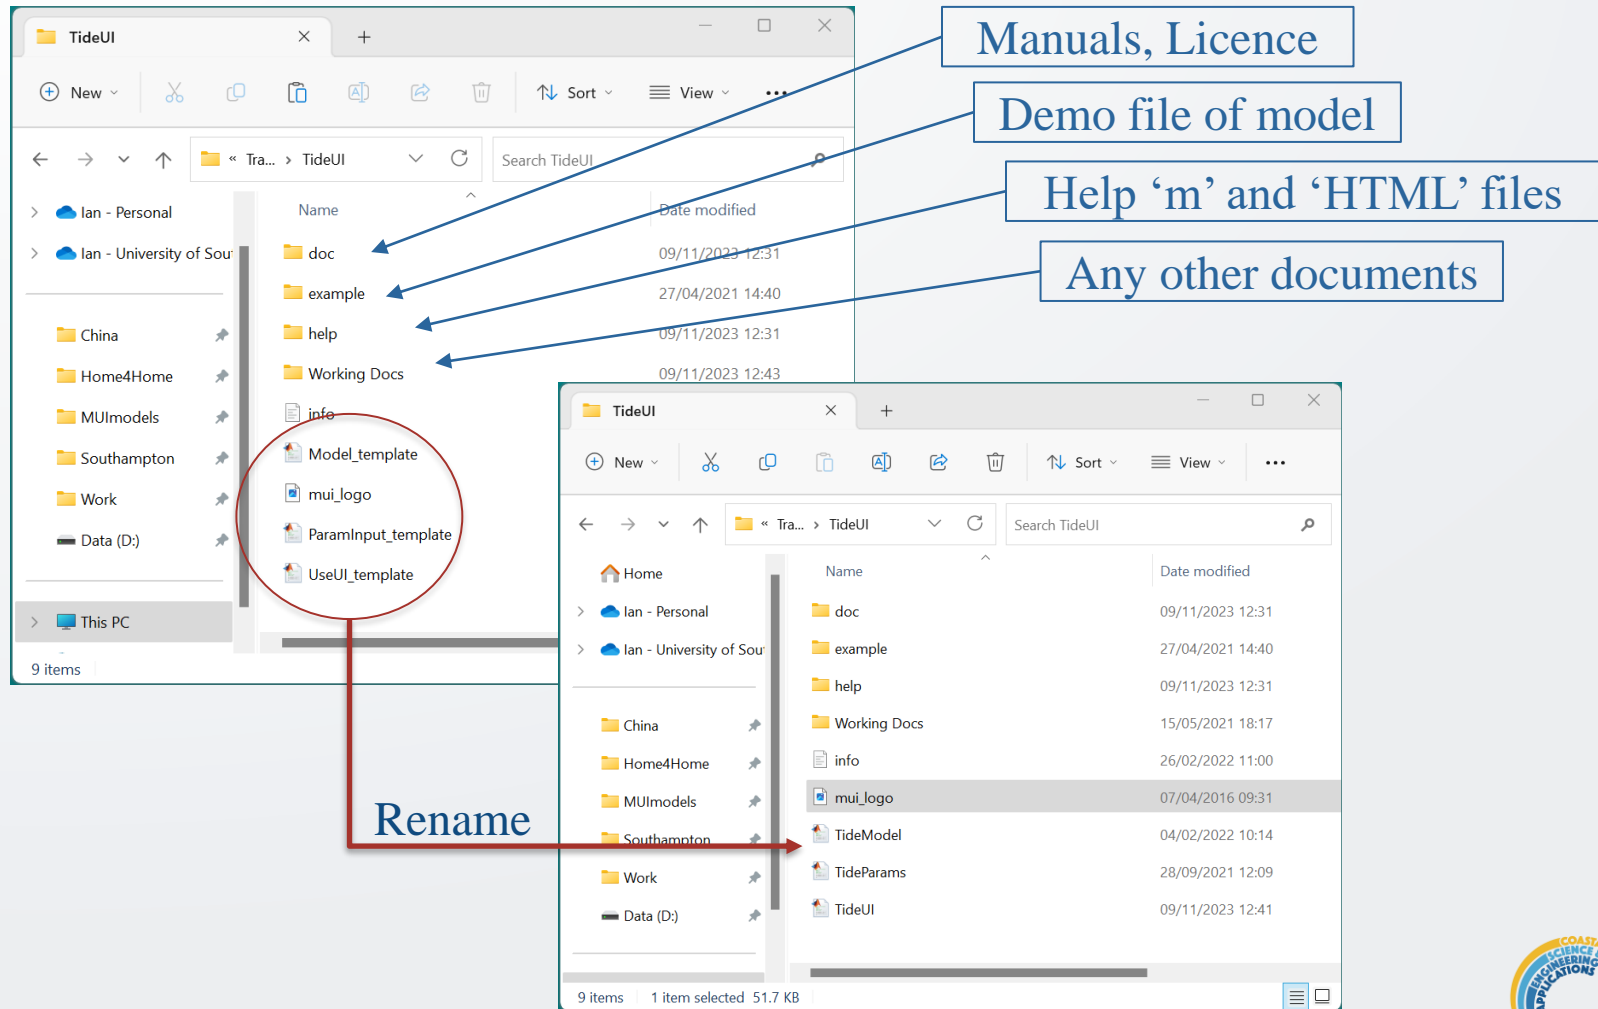 TideUI
Manuals, Licence
New
Sort
View
Demo file of model
« Tra... › TideUI
Search TideUI
Help ‘m’ and ‘HTML’ files
Ian - Personal
Name
Date modified
Ian - University of Sou
doc
09/11/2023 12:31
Any other documents
example
27/04/2021 14:40
China
help
09/11/2023 12:31
Home4Home
Working Docs
09/11/2023 12:43
MUImodels
info
Southampton
Model_template
Work
mui_logo
Data (D:)
ParamInput_template
UseUI_template
This PC
9 items
TideUI
New
Sort
View
« Tra... › TideUI
Search TideUI
Home
Name
Date modified
Ian - Personal
doc
09/11/2023 12:31
Ian - University of Sou
example
27/04/2021 14:40
help
09/11/2023 12:31
China
Working Docs
15/05/2021 18:17
Home4Home
info
26/02/2022 11:00
MUImodels
mui_logo
07/04/2016 09:31
Rename
Southampton
TideModel
04/02/2022 10:14
Work
TideParams
28/09/2021 12:09
Data (D:)
TideUI
09/11/2023 12:41
9 items
1 item selected 51.7 KB
COASTA
SCIENCE
ENGINEERING
APPLICATIONS